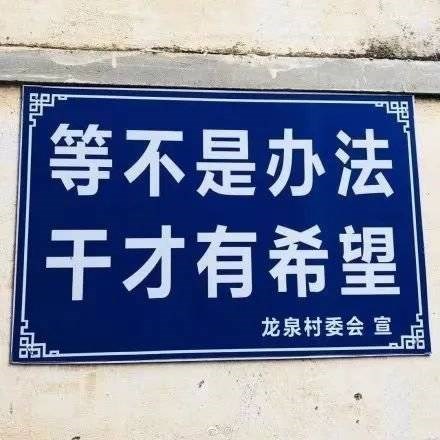 等不是办法
干才有希望
龙泉村委会 宣